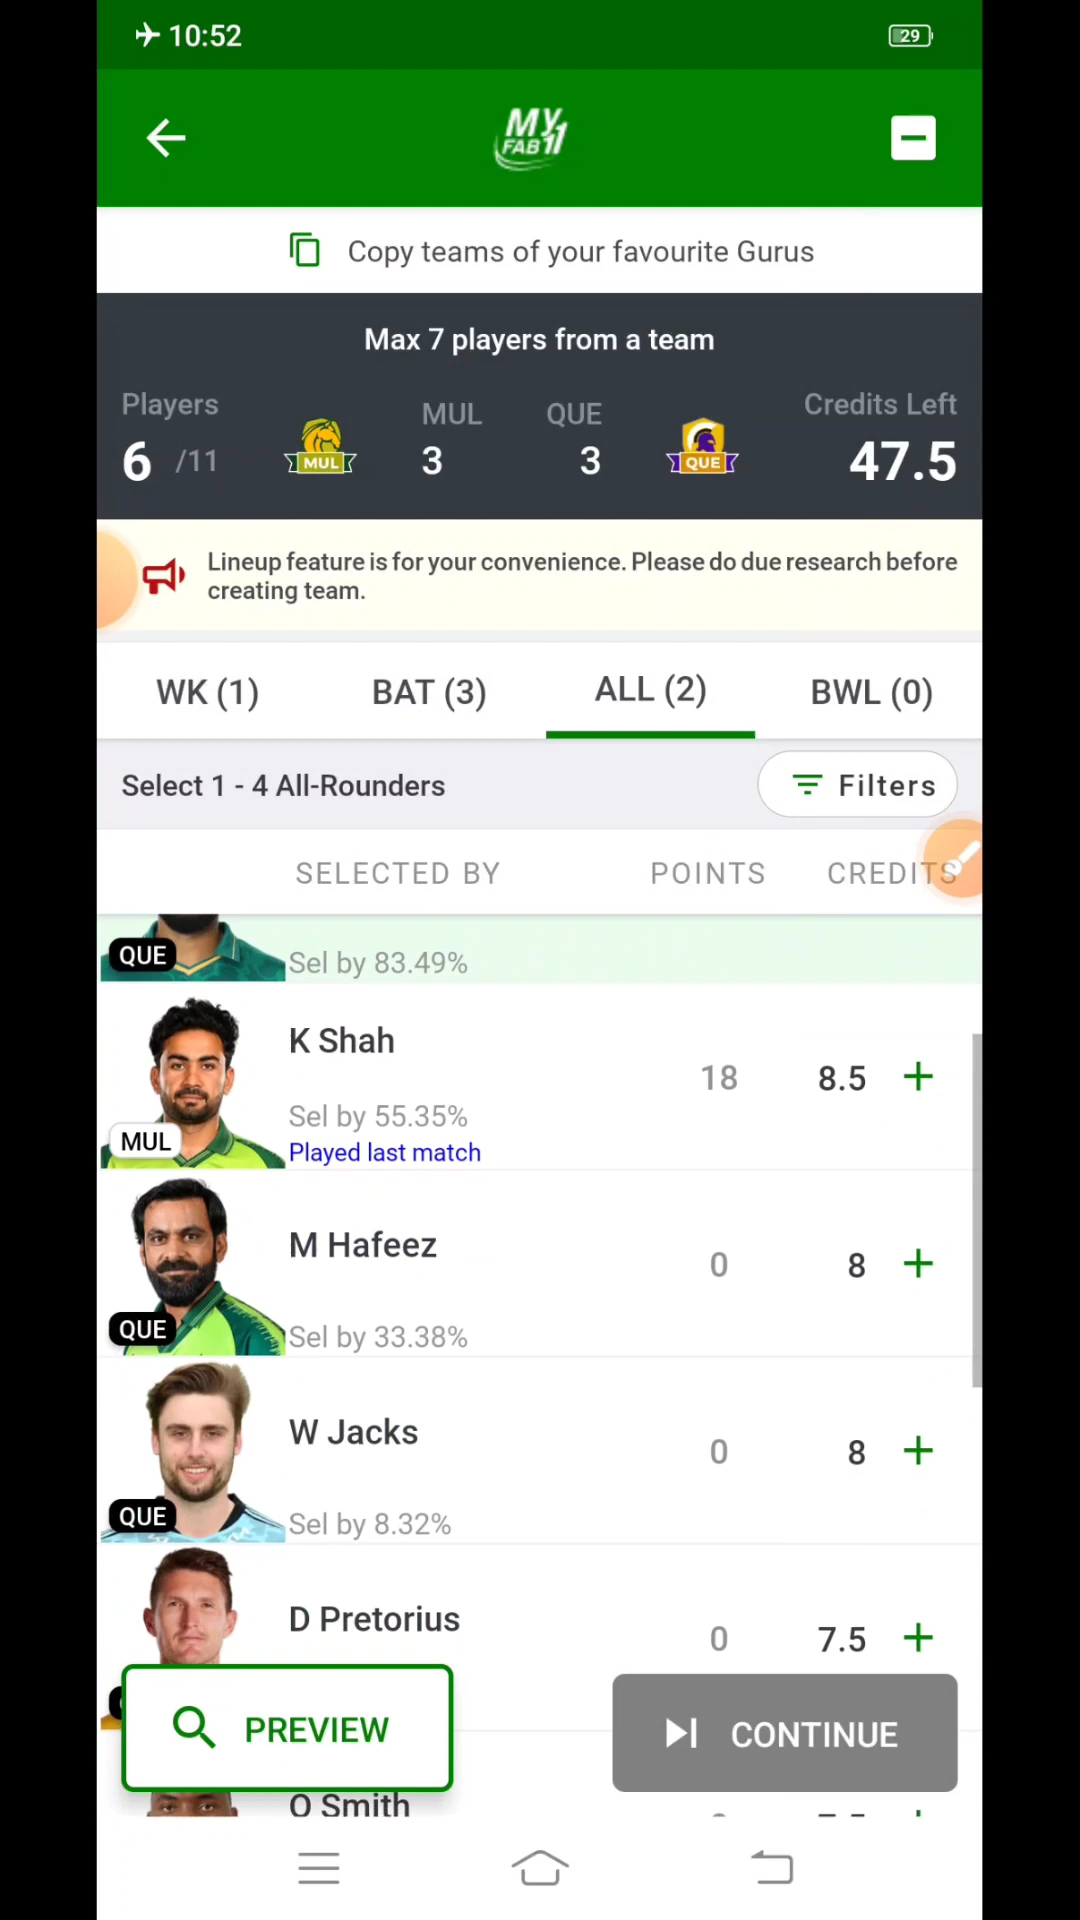 10:52
29
MY
FAB11
Copy teams of your favourite Gurus
Max 7 players from a team
Players
MUL
QUE
Credits Left
6 /11
MUL
3
3
QUE
47.5
Lineup feature is for your convenience. Please do due research before
creating team.
WK (1)
BAT (3)
ALL (2)
BWL (0)
Select 1 - 4 All-Rounders
Filters
SELECTED BY
POINTS
CREDITS
QUE
Sel by 83.49%
K Shah
18
8.5
+
Sel by 55.35%
MUL
Played last match
M Hafeez
0
8
+
QUE
Sel by 33.38%
W Jacks
0
8
+
QUE
Sel by 8.32%
D Pretorius
0
7.5
+
PREVIEW
CONTINUE
O Smith